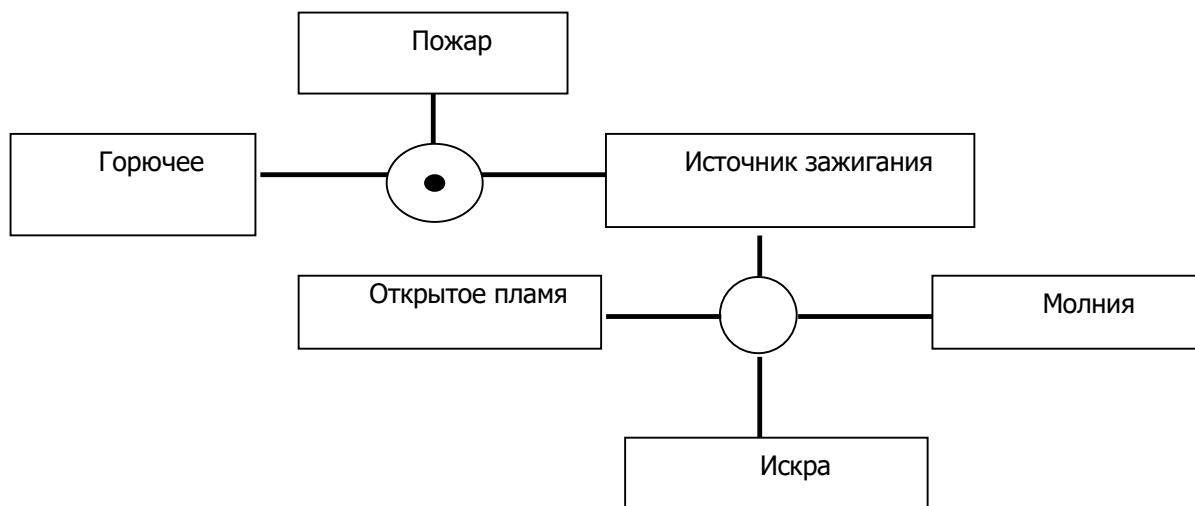 Пожар
Горючее
Источник зажигания
Открытое пламя
Молния
Искра